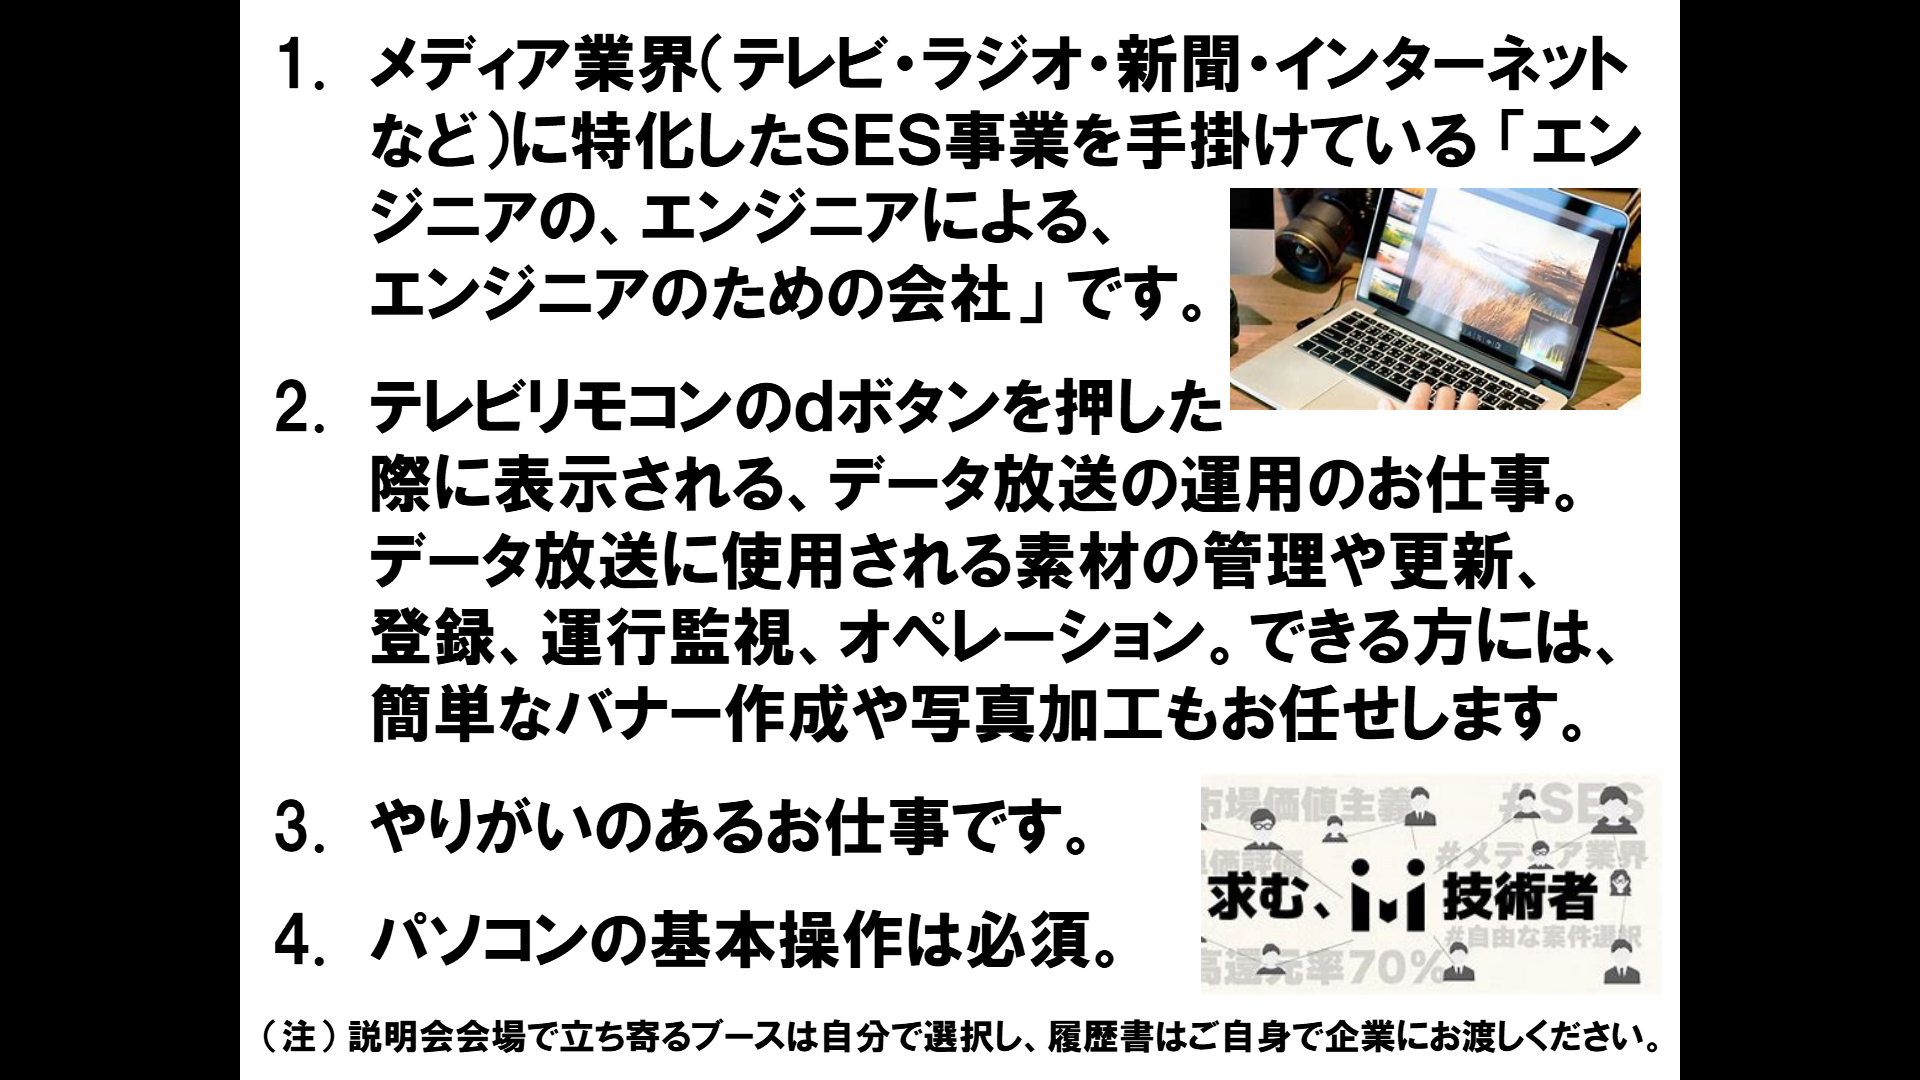 1. メディア業界(テレビ・ラジオ・新聞・インターネット
など)に特化したSES事業を手掛けている「エン
ジニアの、エンジニアによる、
エンジニアのための会社」です。
2. テレビリモコンのdボタンを押した
際に表示される、データ放送の運用のお仕事。
データ放送に使用される素材の管理や更新、
登録、運行監視、オペレーション。できる方には、
簡単なバナー作成や写真加工もお任せします。
3. やりがいのあるお仕事です。
市場価値主義 #SES
単価評価 #メディア業界
求む、 技術者
#自由な案件選択
高還元率70%
4. パソコンの基本操作は必須。
(注)説明会会場で立ち寄るブースは自分で選択し、履歴書はご自身で企業にお渡しください。